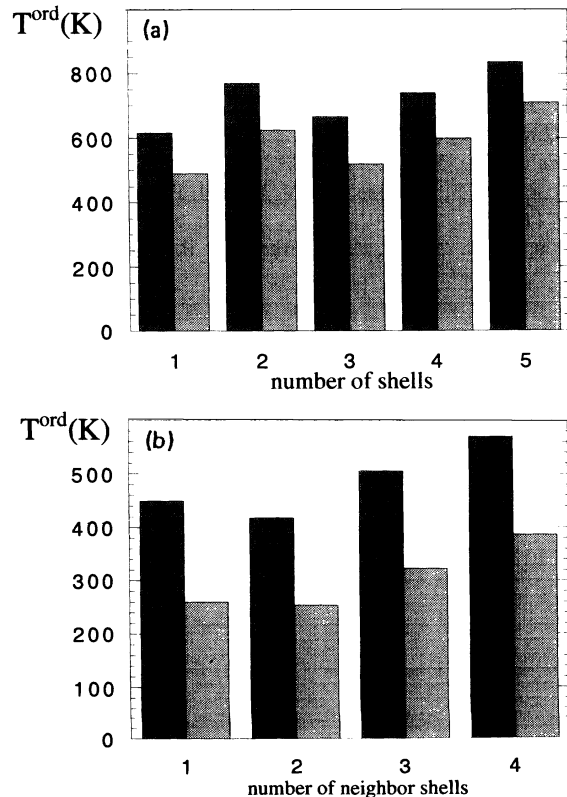 T^ord(K)
(a)
800
600
400
200
0
1 2 3 4 5
number of shells
T^ord(K)
(b)
500
400
300
200
100
0
1 2 3 4
number of neighbor shells